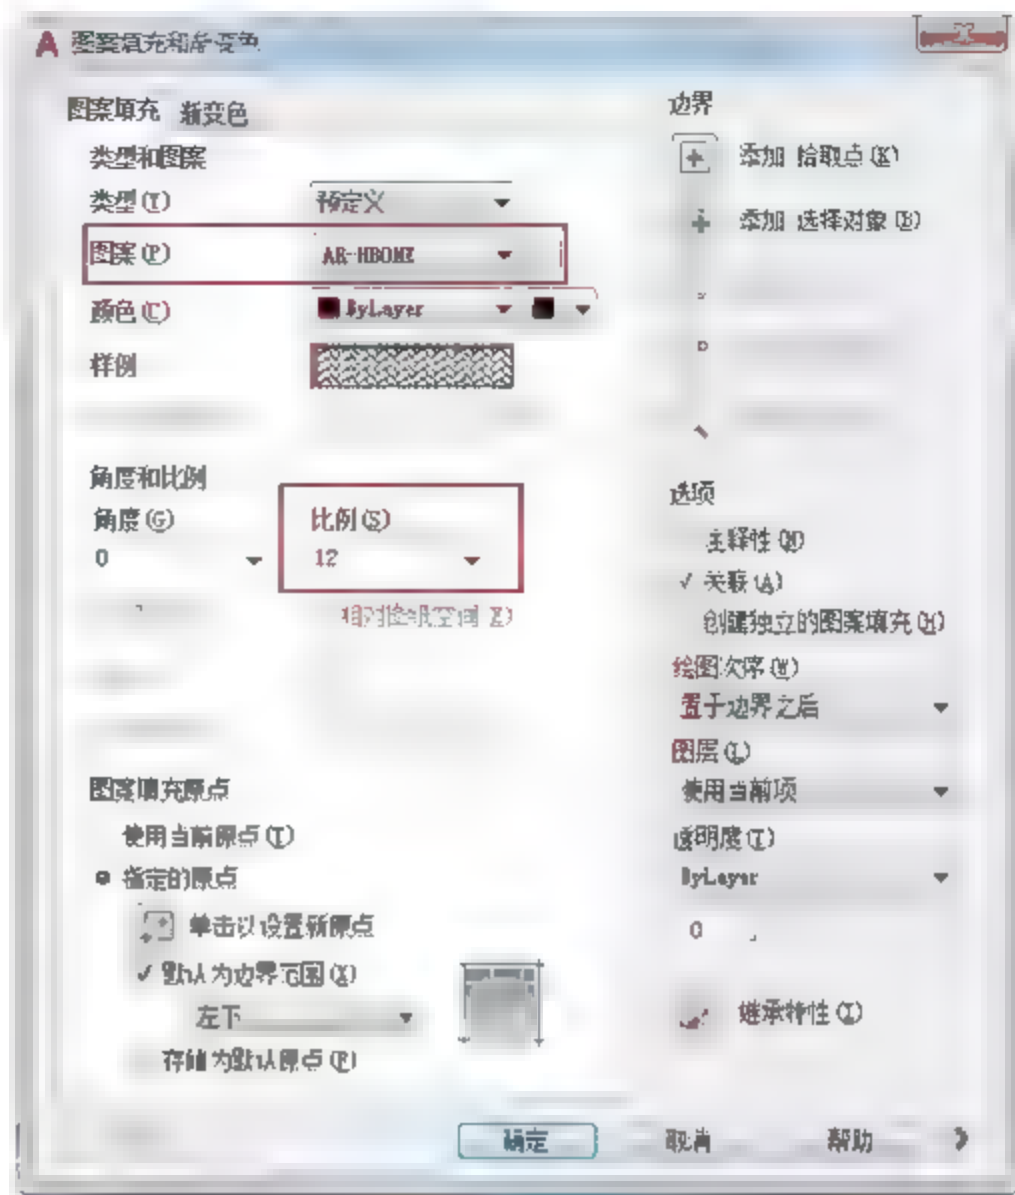 图案填充和渐变色
图案填充 渐变色
类型和图案
类型(Y) 预定义
图案(P) AR-HBONE
颜色(C) ByLayer
样例
角度和比例
角度(G) 比例(S)
0 12
相对图纸空间(E)
图案填充原点
使用当前原点(T)
指定的原点
单击以设置新原点
默认为边界范围(X)
左下
存储为默认原点(F)
边界
添加 拾取点(K)
添加 选择对象(B)
选项
注释性(N)
关联(A)
创建独立的图案填充(H)
绘图次序(W)
置于边界之后
图层(L)
使用当前项
透明度(T)
ByLayer
0
继承特性(I)
确定 取消 帮助